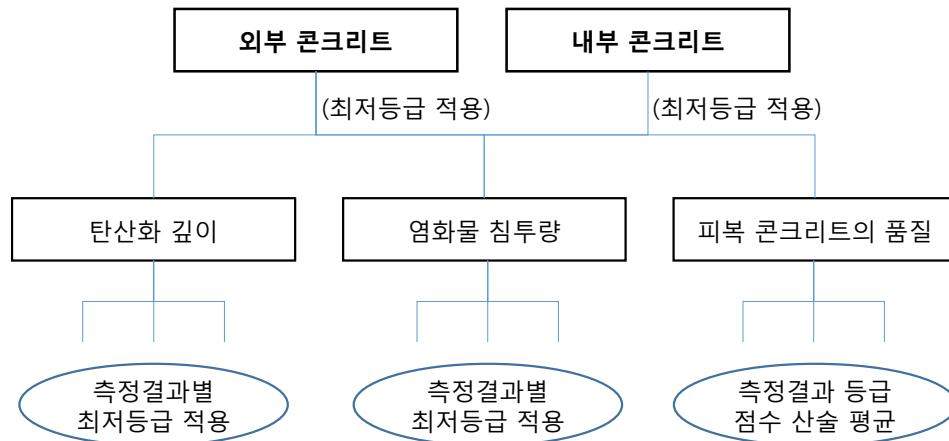 외부 콘크리트
내부 콘크리트
(최저등급 적용)
(최저등급 적용)
탄산화 깊이
염화물 침투량
피복 콘크리트의 품질
측정결과별
최저등급 적용
측정결과별
최저등급 적용
측정결과 등급
점수 산술 평균